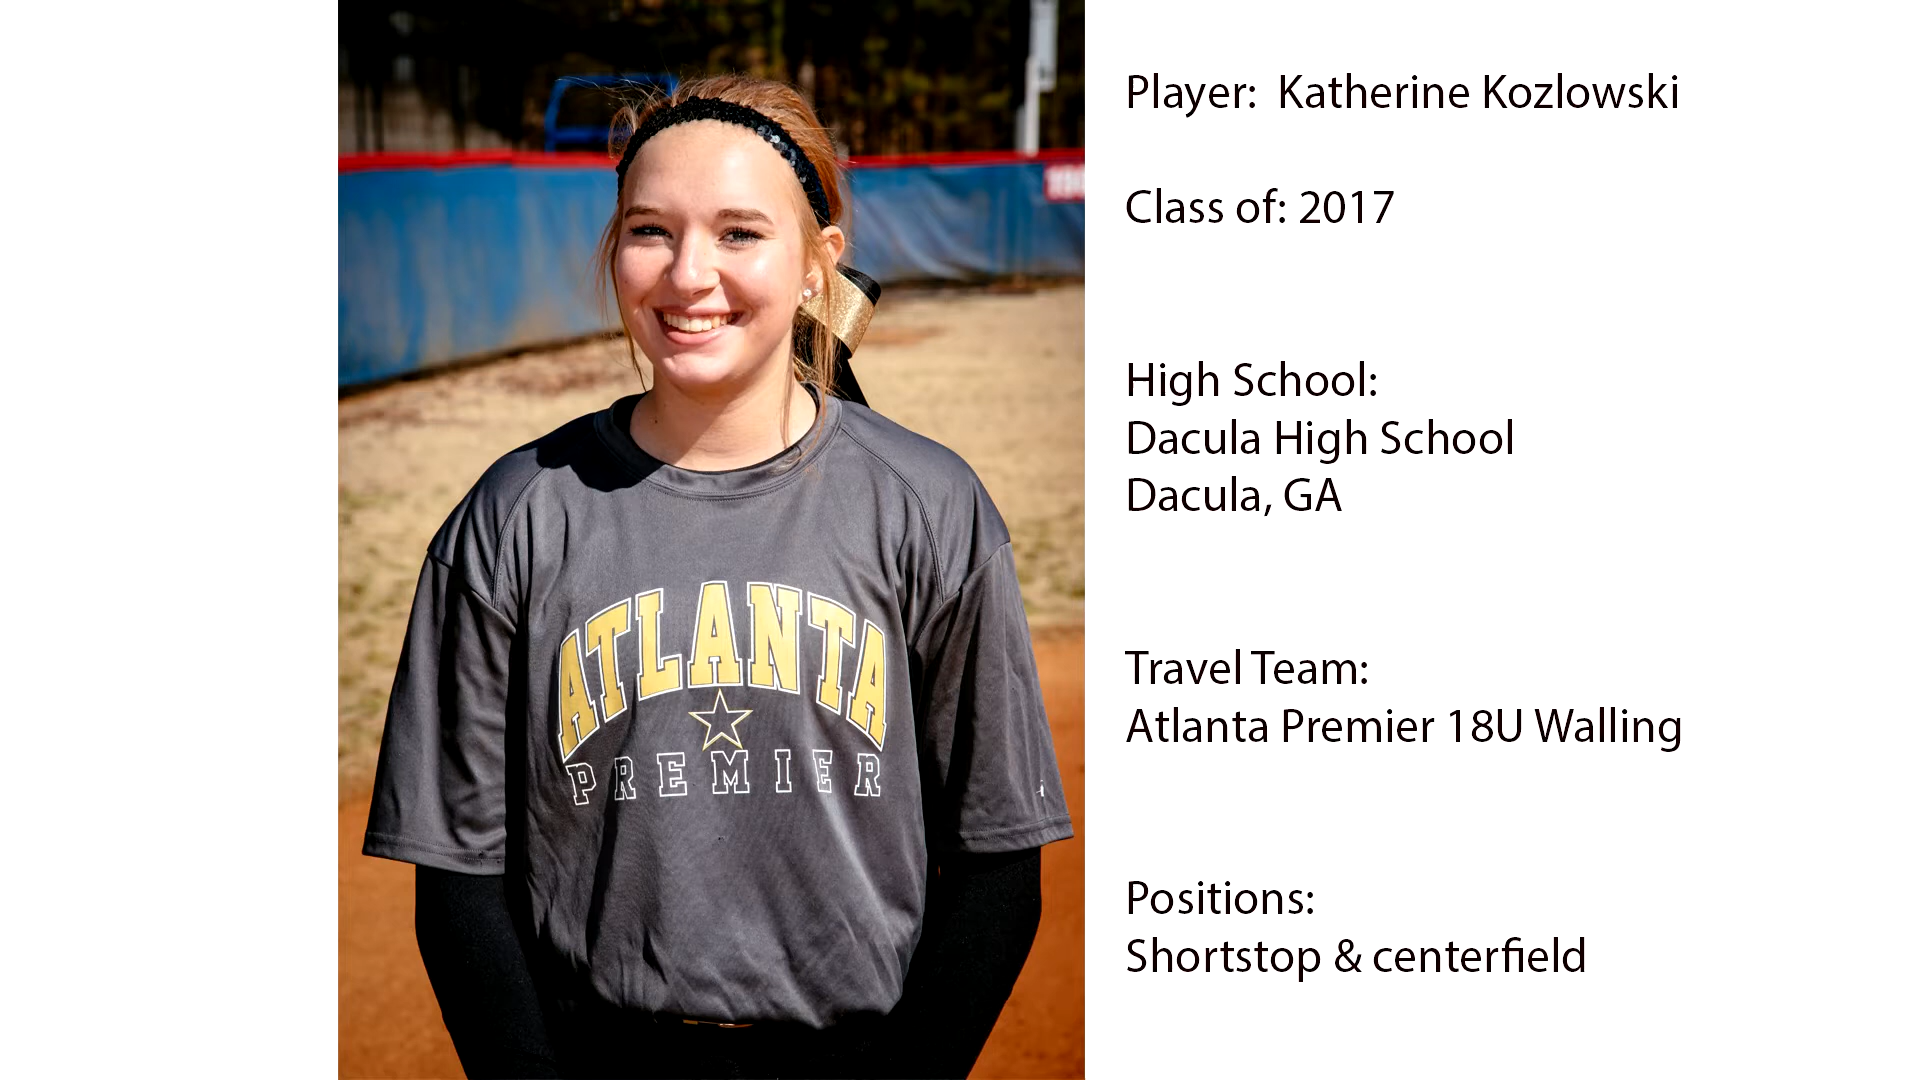 Player: Katherine Kozlowski
Class of: 2017
High School:
Dacula High School
Dacula, GA
Travel Team:
Atlanta Premier 18U Walling
Positions:
Shortstop & centerfield
ATLANTA
PREMIER